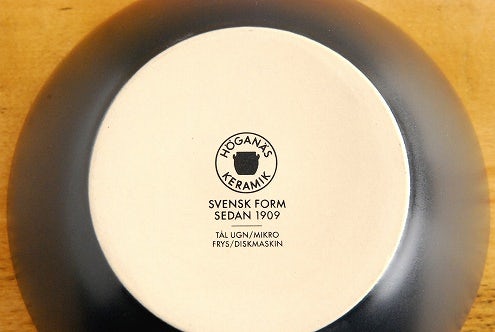 HÖGANÄS
KERAMIK
SVENSK FORM
SEDAN 1909
TÅL UGN/MIKRO
FRYS/DISKMASKIN